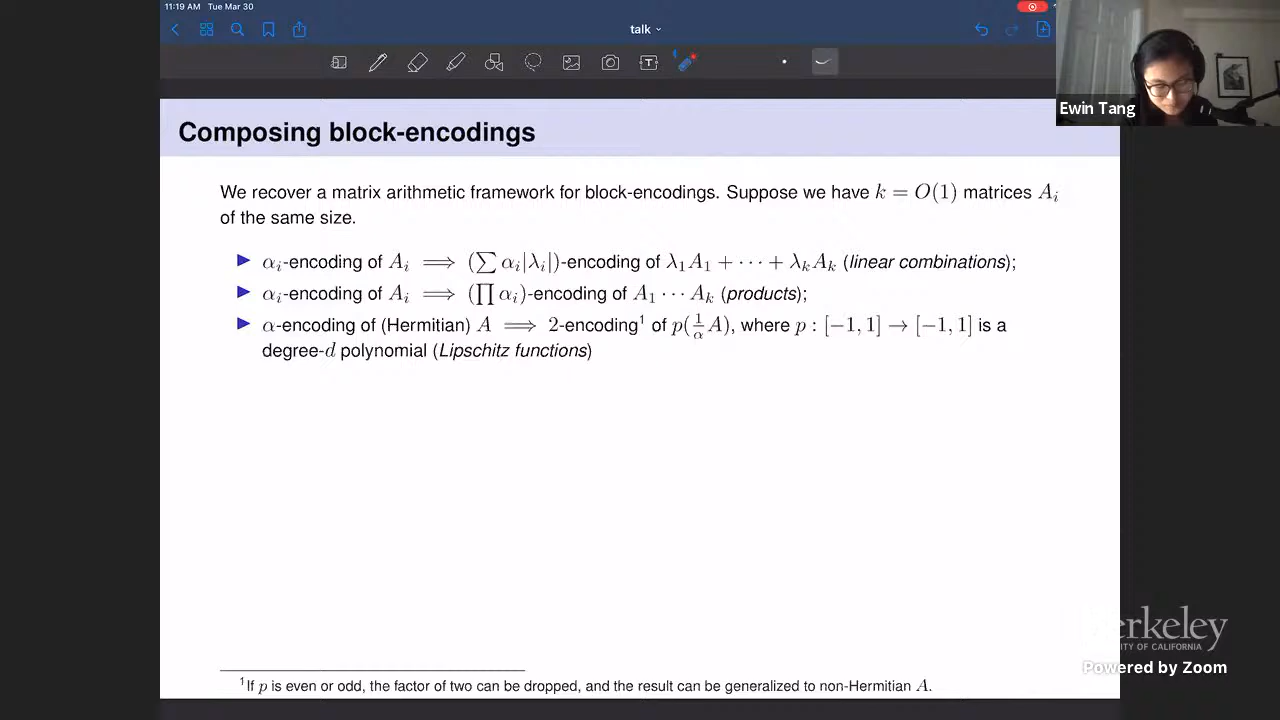 11:19 AM Tue Mar 30
talk
Ewin Tang
Composing block-encodings
We recover a matrix arithmetic framework for block-encodings. Suppose we have k = O(1) matrices A_i
of the same size.
▶ α_i-encoding of A_i ⟹ (∑ α_i|λ_i|)-encoding of λ_1A_1 + ⋯ + λ_kA_k (linear combinations);
▶ α_i-encoding of A_i ⟹ (∏ α_i)-encoding of A_1 ⋯ A_k (products);
▶ α-encoding of (Hermitian) A ⟹ 2-encoding¹ of p(1/α A), where p : [−1, 1] → [−1, 1] is a
degree-d polynomial (Lipschitz functions)
¹If p is even or odd, the factor of two can be dropped, and the result can be generalized to non-Hermitian A.
Powered by Zoom